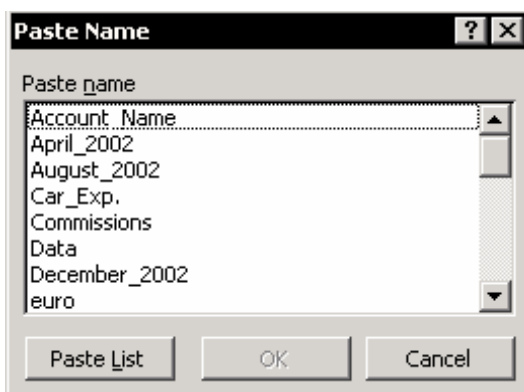 Paste Name
Paste name
Account_Name
April_2002
August_2002
Car_Exp.
Commissions
Data
December_2002
euro
Paste List OK Cancel